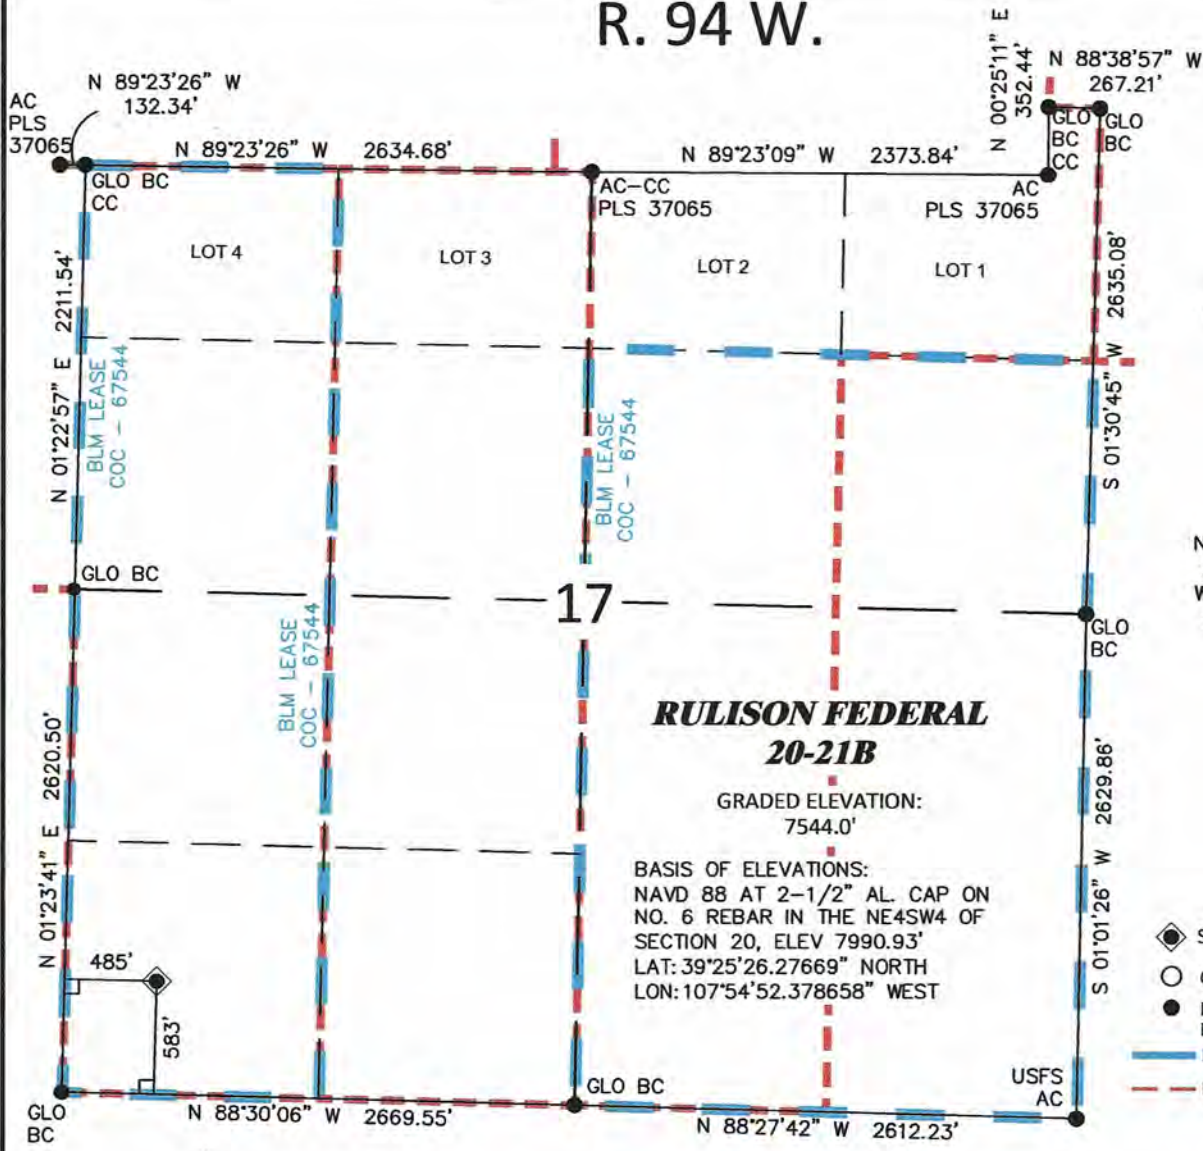 R. 94 W.
N 00°25'11" E
352.44'
N 88°38'57" W
267.21'
N 89°23'26" W
132.34'
AC
PLS
37065
N 89°23'26" W 2634.68'
N 89°23'09" W 2373.84'
GLO
BC
CC
GLO
BC
GLO BC
CC
AC-CC
PLS 37065
AC
PLS 37065
LOT 4
LOT 3
LOT 2
LOT 1
N 01°22'57" E 2211.54'
BLM LEASE
COC - 67544
BLM LEASE
COC - 67544
S 01°30'45" W 2635.08'
GLO BC
17
GLO
BC
N
W
BLM LEASE
COC - 67544
RULISON FEDERAL
20-21B
GRADED ELEVATION:
7544.0'
BASIS OF ELEVATIONS:
NAVD 88 AT 2-1/2" AL. CAP ON
NO. 6 REBAR IN THE NE4SW4 OF
SECTION 20, ELEV 7990.93'
LAT: 39°25'26.27669" NORTH
LON: 107°54'52.378658" WEST
N 01°23'41" E 2620.50'
S 01°01'26" W 2629.86'
485'
583'
GLO
BC
N 88°30'06" W 2669.55'
GLO BC
N 88°27'42" W 2612.23'
USFS
AC